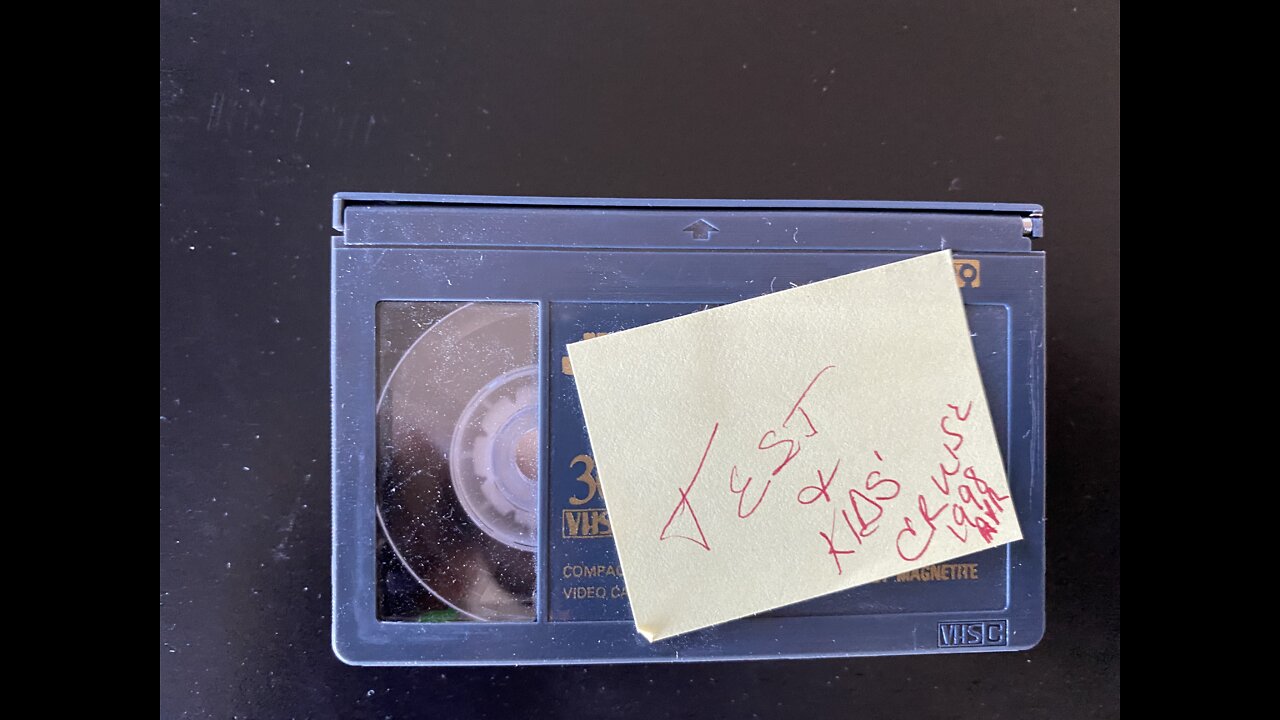 TEST
&
KIDS'
CRUISE
1998
VHS
COMPAC
VIDEO CA
MAGNETITE
VHS C